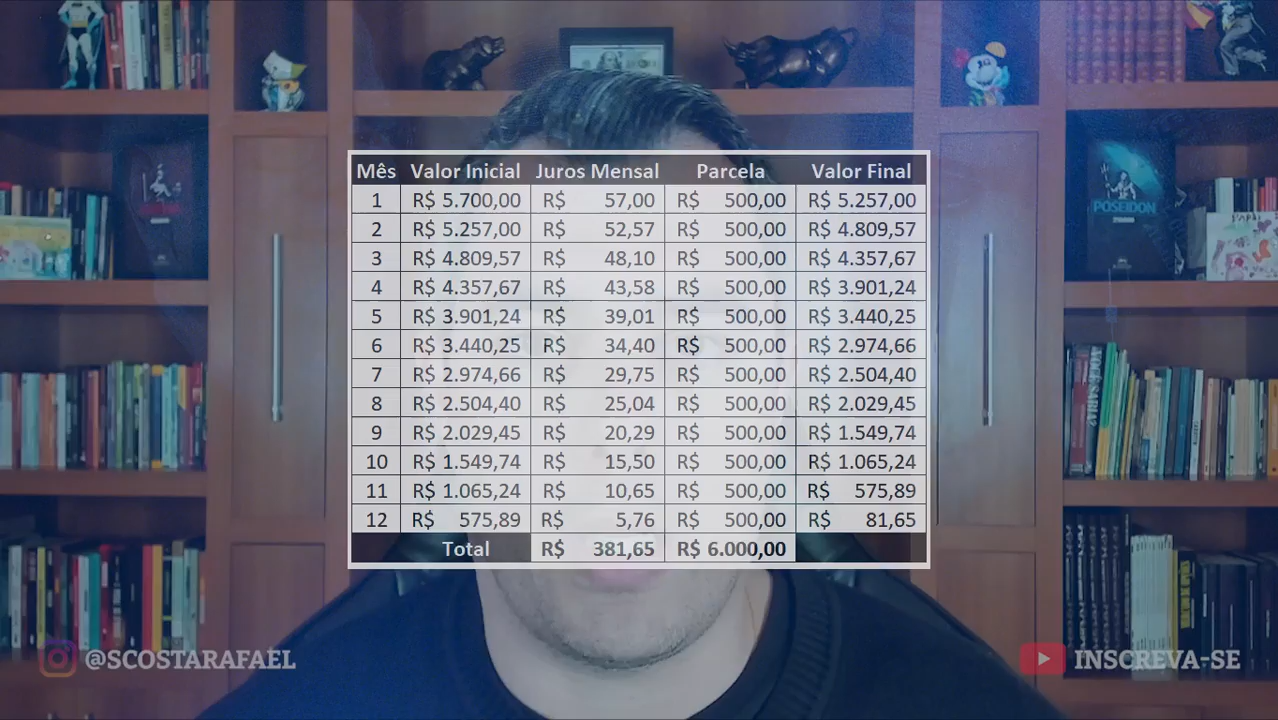 Mês Valor Inicial Juros Mensal Parcela Valor Final
1 R$ 5.700,00 R$ 57,00 R$ 500,00 R$ 5.257,00
2 R$ 5.257,00 R$ 52,57 R$ 500,00 R$ 4.809,57
3 R$ 4.809,57 R$ 48,10 R$ 500,00 R$ 4.357,67
4 R$ 4.357,67 R$ 43,58 R$ 500,00 R$ 3.901,24
5 R$ 3.901,24 R$ 39,01 R$ 500,00 R$ 3.440,25
6 R$ 3.440,25 R$ 34,40 R$ 500,00 R$ 2.974,66
7 R$ 2.974,66 R$ 29,75 R$ 500,00 R$ 2.504,40
8 R$ 2.504,40 R$ 25,04 R$ 500,00 R$ 2.029,45
9 R$ 2.029,45 R$ 20,29 R$ 500,00 R$ 1.549,74
10 R$ 1.549,74 R$ 15,50 R$ 500,00 R$ 1.065,24
11 R$ 1.065,24 R$ 10,65 R$ 500,00 R$ 575,89
12 R$ 575,89 R$ 5,76 R$ 500,00 R$ 81,65
Total R$ 381,65 R$ 6.000,00
POSEIDON
@SCOSTARAFAEL
INSCREVA-SE